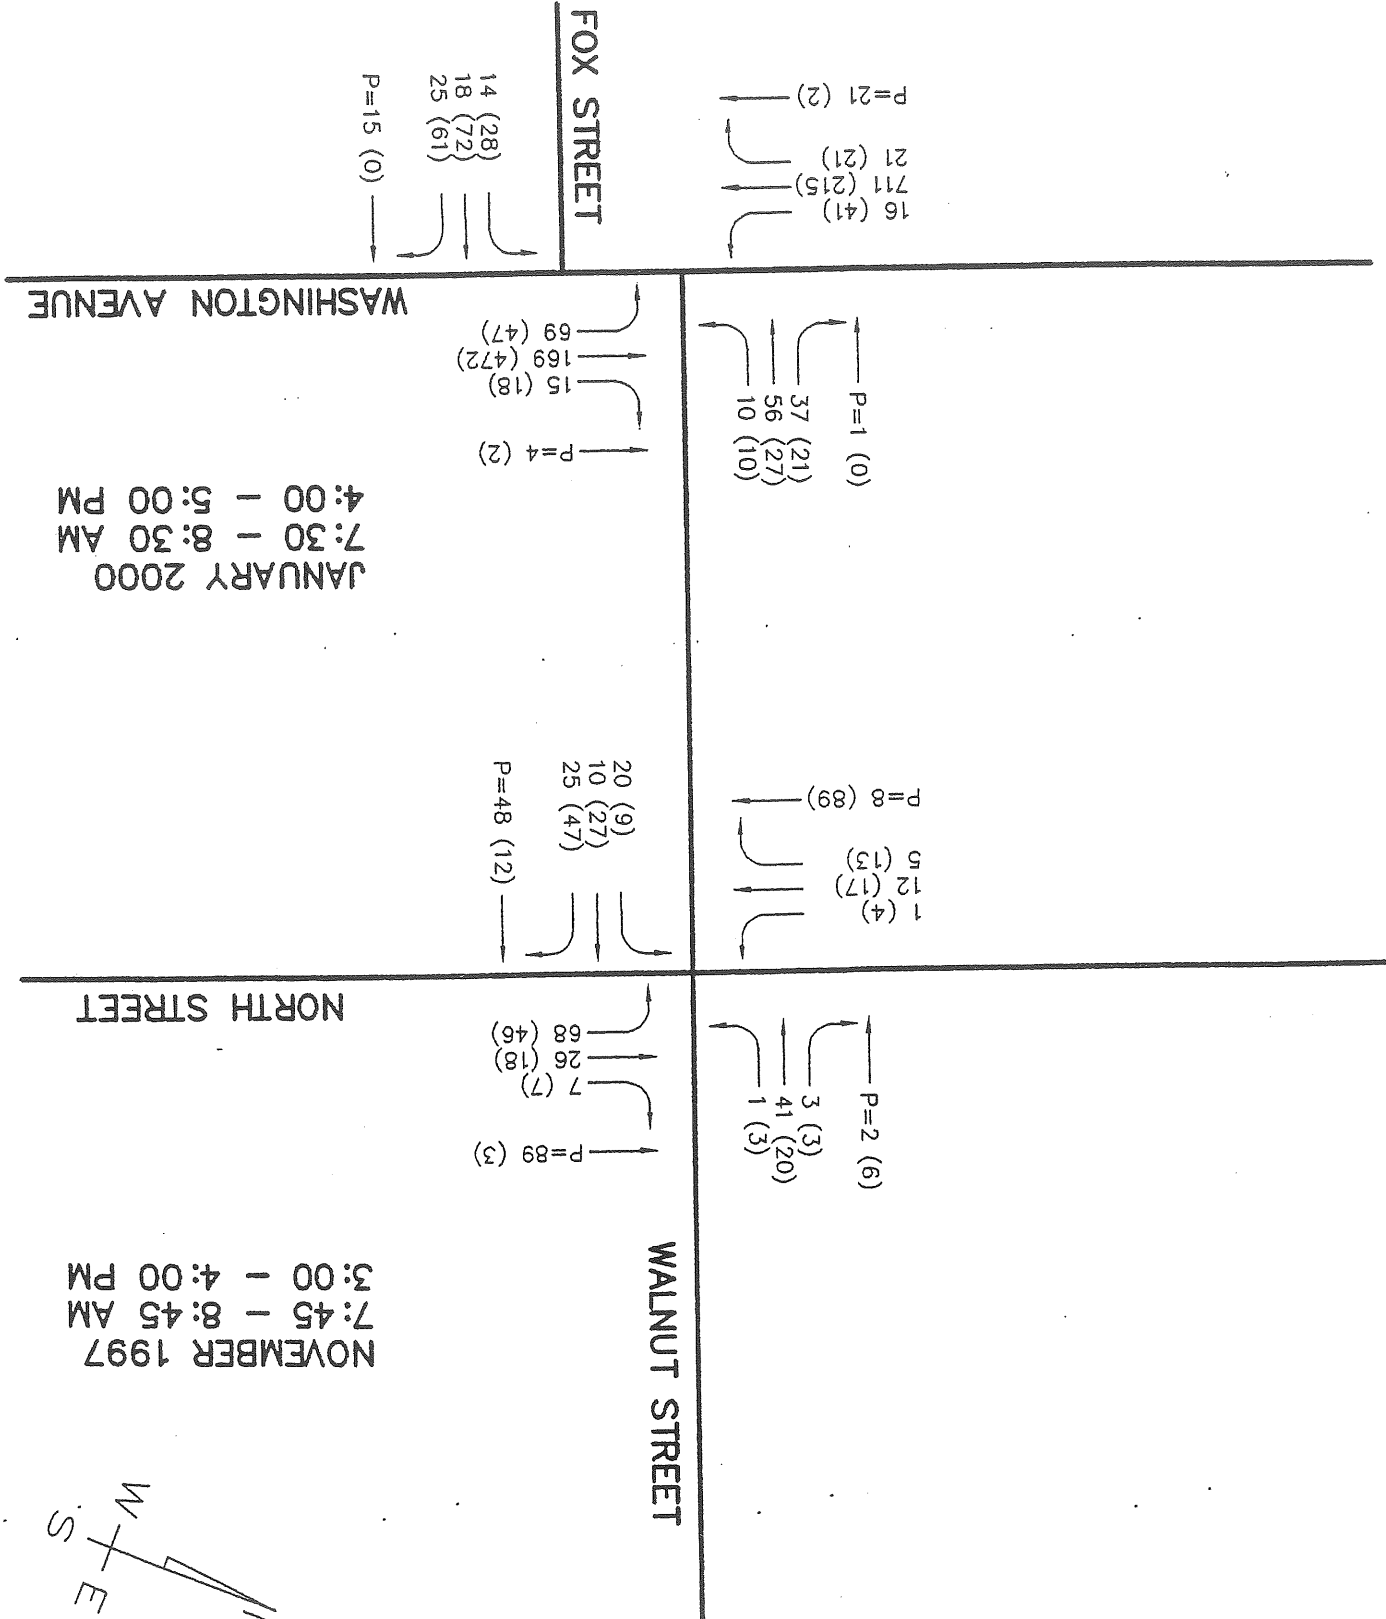 FOX STREET
14 (28)
18 (72)
25 (61)
P=15 (0)
P=21 (2)
21 (21)
711 (215)
16 (41)
WASHINGTON AVENUE
69 (47)
169 (472)
15 (18)
P=4 (2)
P=1 (0)
37 (21)
56 (27)
10 (10)
JANUARY 2000
7:30 - 8:30 AM
4:00 - 5:00 PM
20 (9)
10 (27)
25 (47)
P=48 (12)
P=8 (89)
5 (13)
12 (17)
1 (4)
NORTH STREET
68 (46)
26 (18)
7 (7)
P=89 (3)
P=2 (6)
3 (3)
41 (20)
1 (3)
WALNUT STREET
NOVEMBER 1997
7:45 - 8:45 AM
3:00 - 4:00 PM
W
S
E